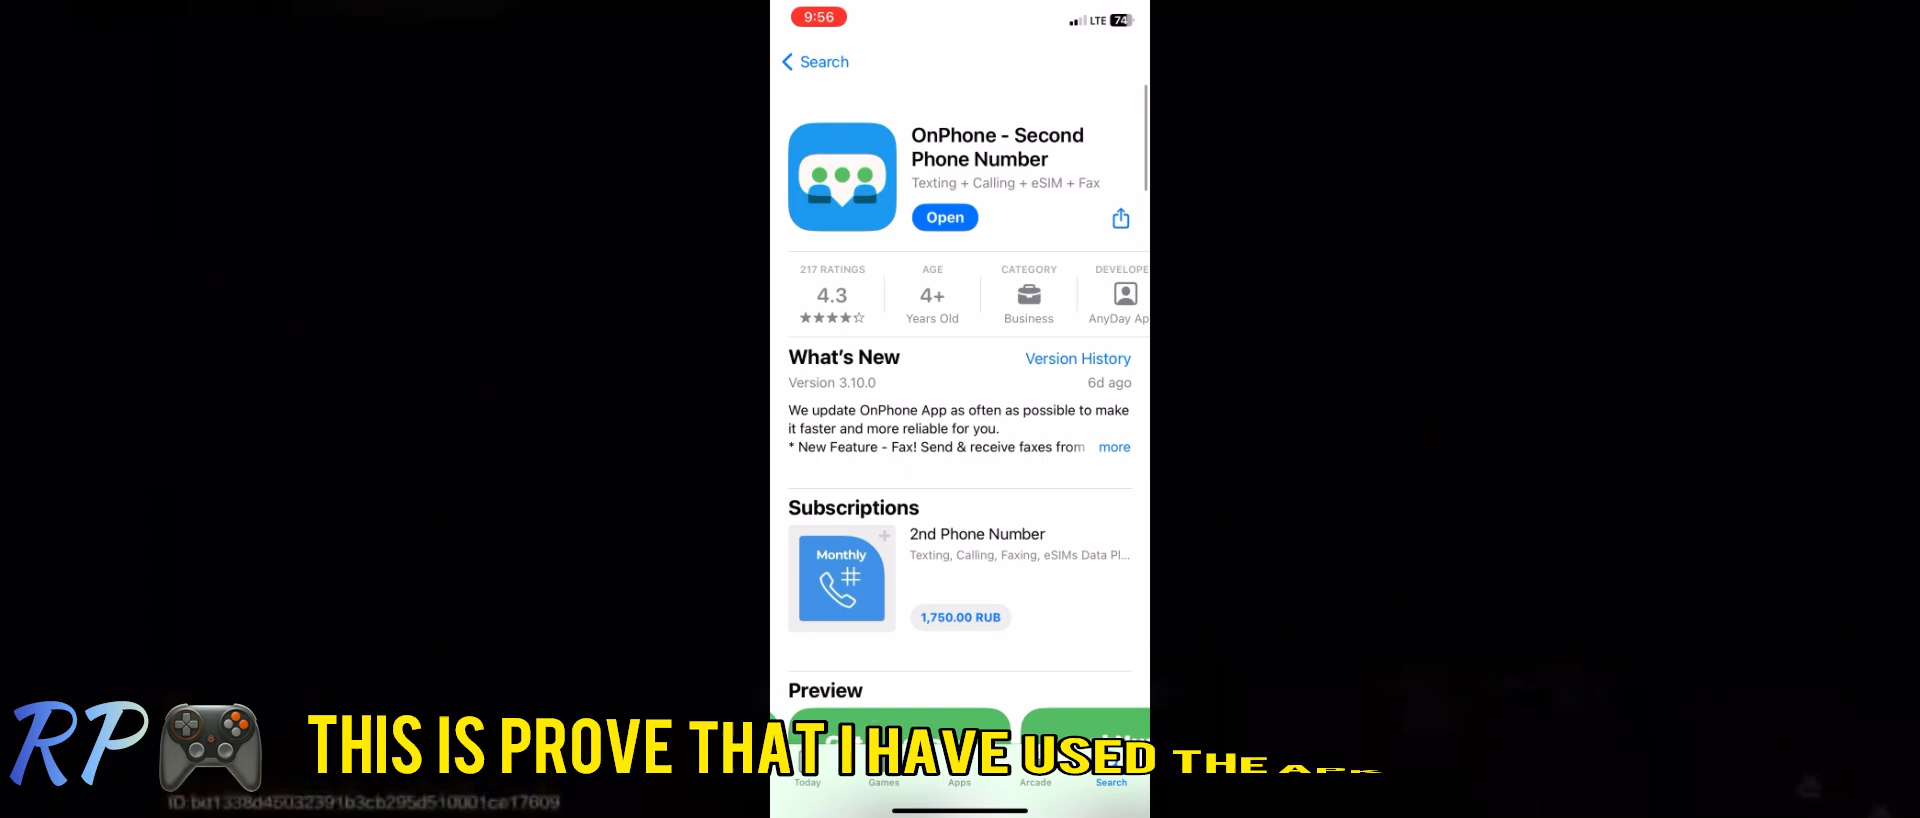 9:56
LTE 74
Search
OnPhone - Second
Phone Number
Texting + Calling + eSIM + Fax
Open
217 RATINGS
4.3
AGE
4+
Years Old
CATEGORY
Business
DEVELOPE
AnyDay Ap
What's New
Version History
Version 3.10.0
6d ago
We update OnPhone App as often as possible to make
it faster and more reliable for you.
* New Feature - Fax! Send & receive faxes from more
Subscriptions
Monthly
2nd Phone Number
Texting, Calling, Faxing, eSIMs Data Pl...
1,750.00 RUB
Preview
RP
THIS IS PROVE THAT I HAVE USED THE
Today
Games
Apps
Arcade
Search